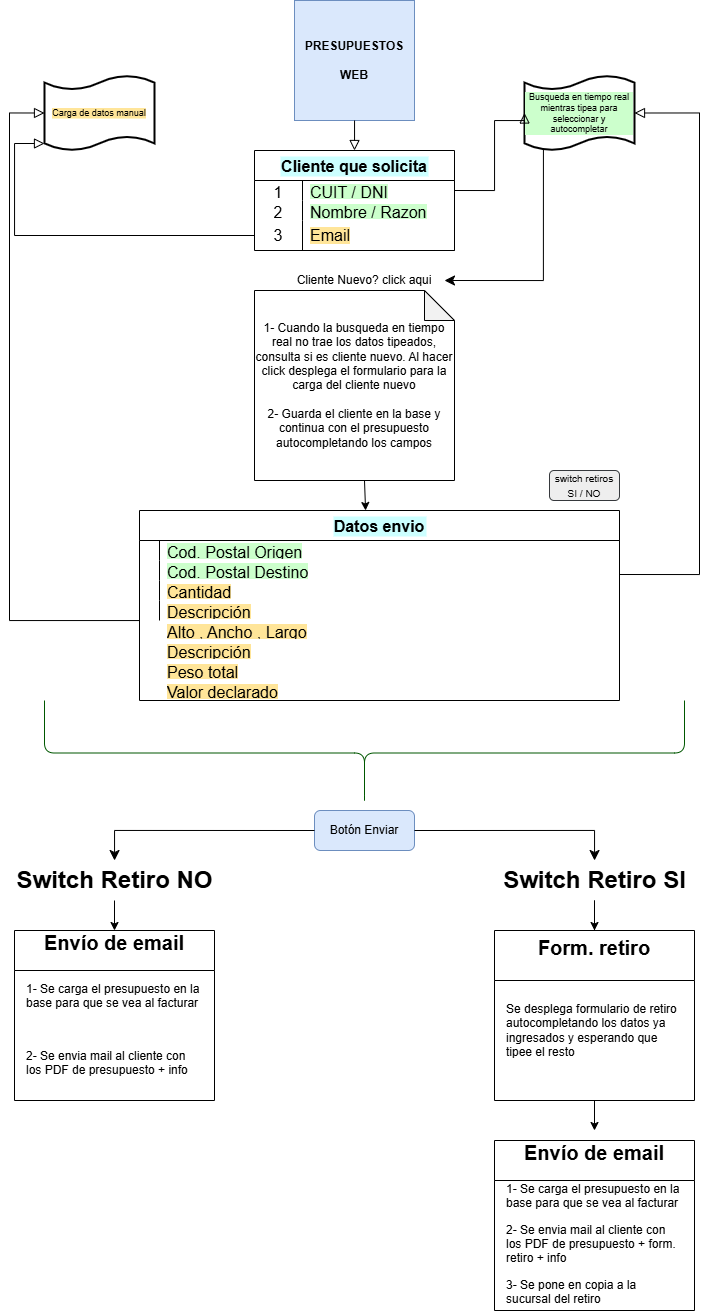 PRESUPUESTOS
WEB
Carga de datos manual
Busqueda en tiempo real
mientras tipea para
seleccionar y
autocompletar
Cliente que solicita
1 CUIT / DNI
2 Nombre / Razon
3 Email
Cliente Nuevo? click aqui
1- Cuando la busqueda en tiempo
real no trae los datos tipeados,
consulta si es cliente nuevo. Al hacer
click desplega el formulario para la
carga del cliente nuevo
2- Guarda el cliente en la base y
continua con el presupuesto
autocompletando los campos
switch retiros
SI / NO
Datos envio
Cod. Postal Origen
Cod. Postal Destino
Cantidad
Descripción
Alto , Ancho , Largo
Descripción
Peso total
Valor declarado
Botón Enviar
Switch Retiro NO
Envío de email
1- Se carga el presupuesto en la
base para que se vea al facturar
2- Se envia mail al cliente con
los PDF de presupuesto + info
Switch Retiro SI
Form. retiro
Se desplega formulario de retiro
autocompletando los datos ya
ingresados y esperando que
tipee el resto
Envío de email
1- Se carga el presupuesto en la
base para que se vea al facturar
2- Se envia mail al cliente con
los PDF de presupuesto + form.
retiro + info
3- Se pone en copia a la
sucursal del retiro